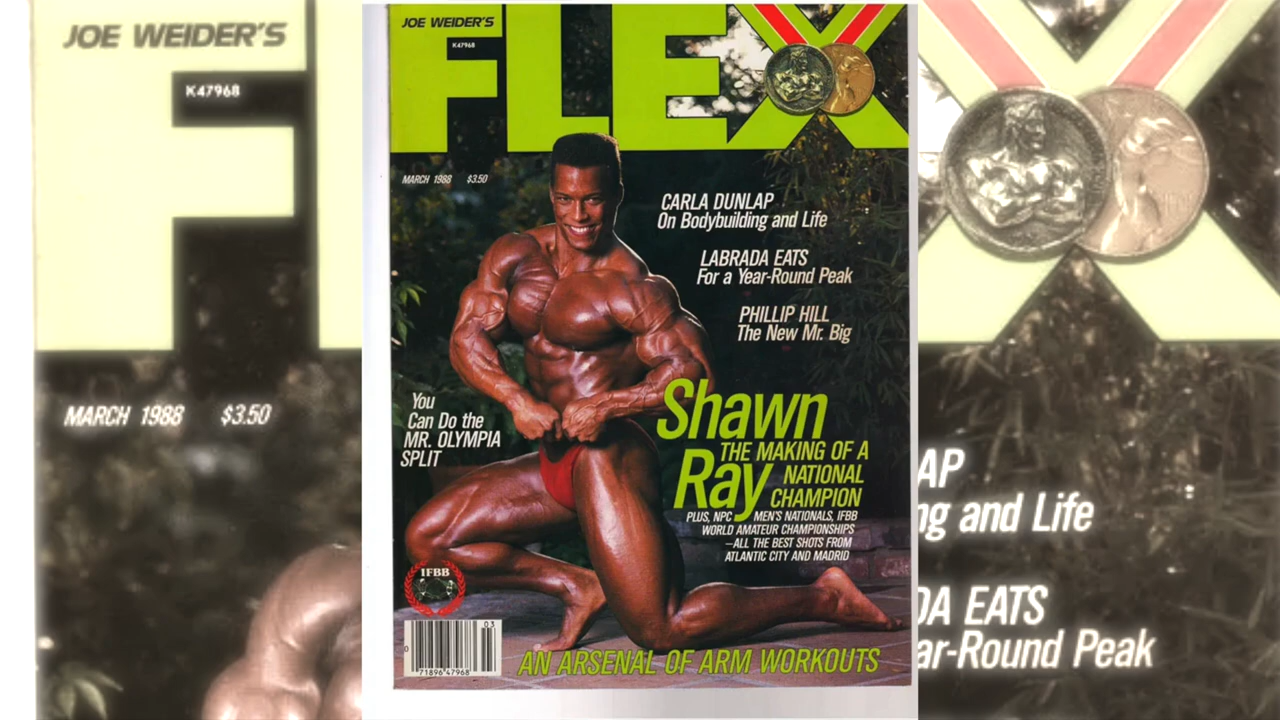 JOE WEIDER'S
K47968
FLEX
MARCH 1988 $3.50
CARLA DUNLAP
On Bodybuilding and Life
LABRADA EATS
For a Year-Round Peak
PHILLIP HILL
The New Mr. Big
You
Can Do the
MR. OLYMPIA
SPLIT
Shawn
THE MAKING OF A
Ray NATIONAL
CHAMPION
PLUS, NPC MEN'S NATIONALS, IFBB
WORLD AMATEUR CHAMPIONSHIPS
—ALL THE BEST SHOTS FROM
ATLANTIC CITY AND MADRID
IFBB
03
0 71896 47968
AN ARSENAL OF ARM WORKOUTS
JOE WEIDER'S
K47968
F
MARCH 1988 $3.50
X
AP
ng and Life
DA EATS
ar-Round Peak